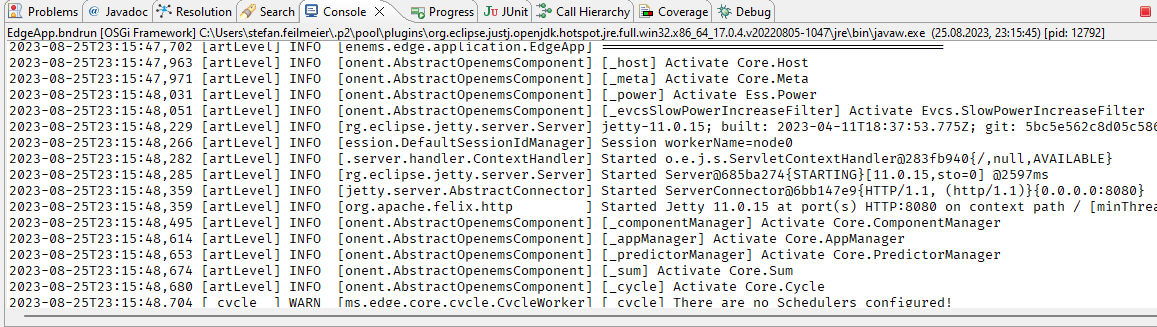 Problems @ Javadoc Resolution Search Console Progress JUnit Call Hierarchy Coverage Debug
EdgeApp.bndrun [OSGi Framework] C:\Users\stefan.feilmeier\.p2\pool\plugins\org.eclipse.justj.openjdk.hotspot.jre.full.win32.x86_64_17.0.4.v20220805-1047\jre\bin\javaw.exe (25.08.2023, 23:15:45) [pid: 12792]
2023-08-25T23:15:47,702 [artLevel] INFO [enems.edge.application.EdgeApp] ================================================
2023-08-25T23:15:47,963 [artLevel] INFO [onent.AbstractOpenemsComponent] [_host] Activate Core.Host
2023-08-25T23:15:47,971 [artLevel] INFO [onent.AbstractOpenemsComponent] [_meta] Activate Core.Meta
2023-08-25T23:15:48,031 [artLevel] INFO [onent.AbstractOpenemsComponent] [_power] Activate Ess.Power
2023-08-25T23:15:48,051 [artLevel] INFO [onent.AbstractOpenemsComponent] [_evcsSlowPowerIncreaseFilter] Activate Evcs.SlowPowerIncreaseFilter
2023-08-25T23:15:48,229 [artLevel] INFO [rg.eclipse.jetty.server.Server] jetty-11.0.15; built: 2023-04-11T18:37:53.775Z; git: 5bc5e562c8d05c586
2023-08-25T23:15:48,266 [artLevel] INFO [ession.DefaultSessionIdManager] Session workerName=node0
2023-08-25T23:15:48,282 [artLevel] INFO [.server.handler.ContextHandler] Started o.e.j.s.ServletContextHandler@283fb940{/,null,AVAILABLE}
2023-08-25T23:15:48,285 [artLevel] INFO [rg.eclipse.jetty.server.Server] Started Server@685ba274{STARTING}[11.0.15,sto=0] @2597ms
2023-08-25T23:15:48,359 [artLevel] INFO [jetty.server.AbstractConnector] Started ServerConnector@6bb147e9{HTTP/1.1, (http/1.1)}{0.0.0.0:8080}
2023-08-25T23:15:48,359 [artLevel] INFO [org.apache.felix.http ] Started Jetty 11.0.15 at port(s) HTTP:8080 on context path / [minThrea
2023-08-25T23:15:48,495 [artLevel] INFO [onent.AbstractOpenemsComponent] [_componentManager] Activate Core.ComponentManager
2023-08-25T23:15:48,614 [artLevel] INFO [onent.AbstractOpenemsComponent] [_appManager] Activate Core.AppManager
2023-08-25T23:15:48,653 [artLevel] INFO [onent.AbstractOpenemsComponent] [_predictorManager] Activate Core.PredictorManager
2023-08-25T23:15:48,674 [artLevel] INFO [onent.AbstractOpenemsComponent] [_sum] Activate Core.Sum
2023-08-25T23:15:48,680 [artLevel] INFO [onent.AbstractOpenemsComponent] [_cycle] Activate Core.Cycle
2023-08-25T23:15:48,704 [_cycle ] WARN [ms.edge.core.cycle.CycleWorker] [_cycle] There are no Schedulers configured!